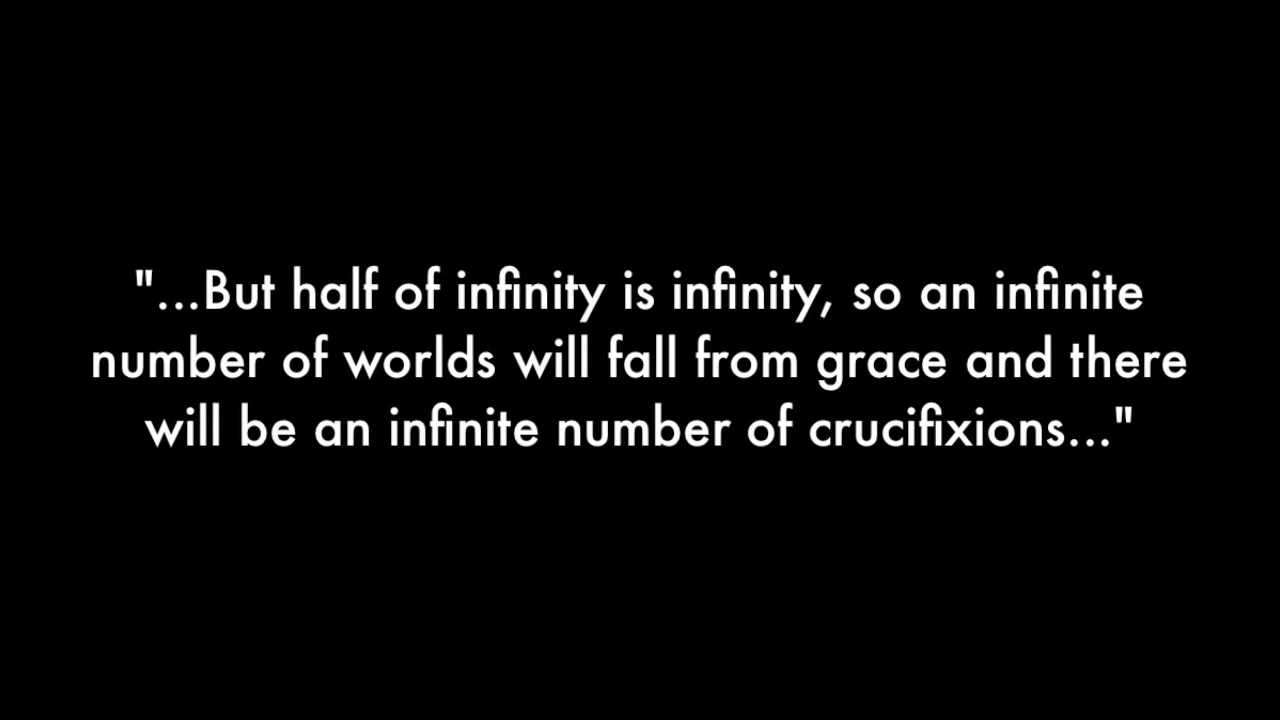 "...But half of infinity is infinity, so an infinite
number of worlds will fall from grace and there
will be an infinite number of crucifixions..."